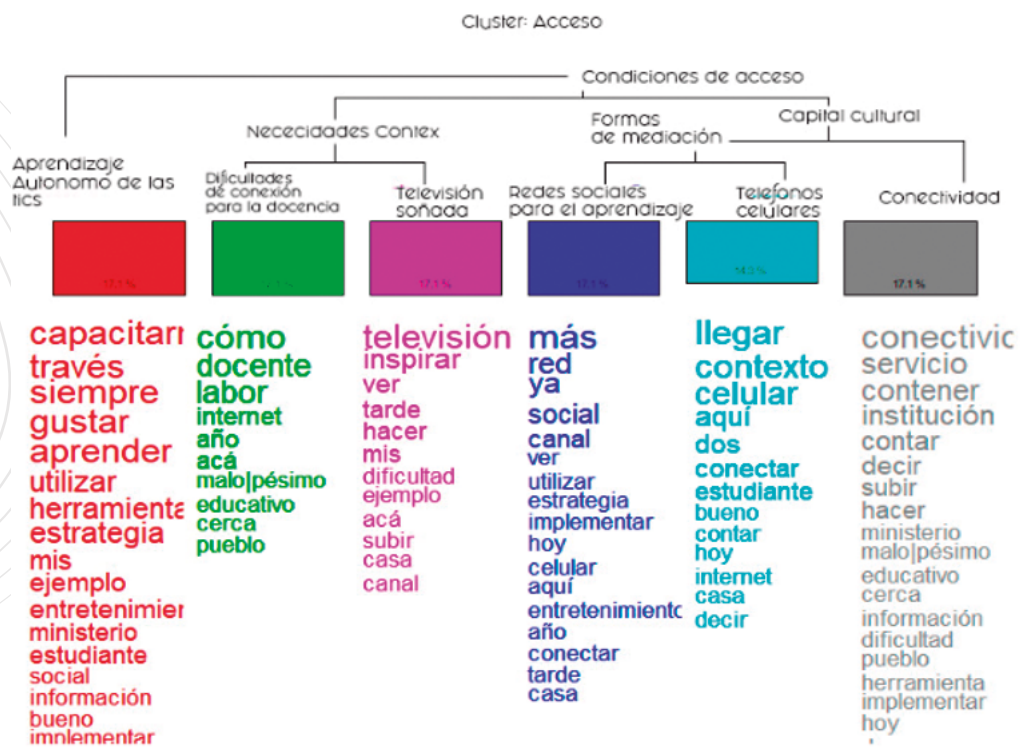 Cluster: Acceso
Condiciones de acceso
Nececidades Contex
Formas
de mediación
Capital cultural
Aprendizaje
Autonomo de las
tics
Dificultades
de conexión
para la docencia
Televisión
soñada
Redes sociales
para el aprendizaje
Telefonos
celulares
Conectividad
17.1 %
17.1 %
17.1 %
17.1 %
14.3 %
17.1 %
capacitarr
través
siempre
gustar
aprender
utilizar
herramienta
estrategia
mis
ejemplo
entretenimier
ministerio
estudiante
social
información
bueno
implementar
cómo
docente
labor
internet
año
acá
malo|pésimo
educativo
cerca
pueblo
televisión
inspirar
ver
tarde
hacer
mis
dificultad
ejemplo
acá
subir
casa
canal
más
red
ya
social
canal
ver
utilizar
estrategia
implementar
hoy
celular
aquí
entretenimiento
año
conectar
tarde
casa
llegar
contexto
celular
aquí
dos
conectar
estudiante
bueno
contar
hoy
internet
casa
decir
conectivic
servicio
contener
institución
contar
decir
subir
hacer
ministerio
malo|pésimo
educativo
cerca
información
dificultad
pueblo
herramienta
implementar
hoy